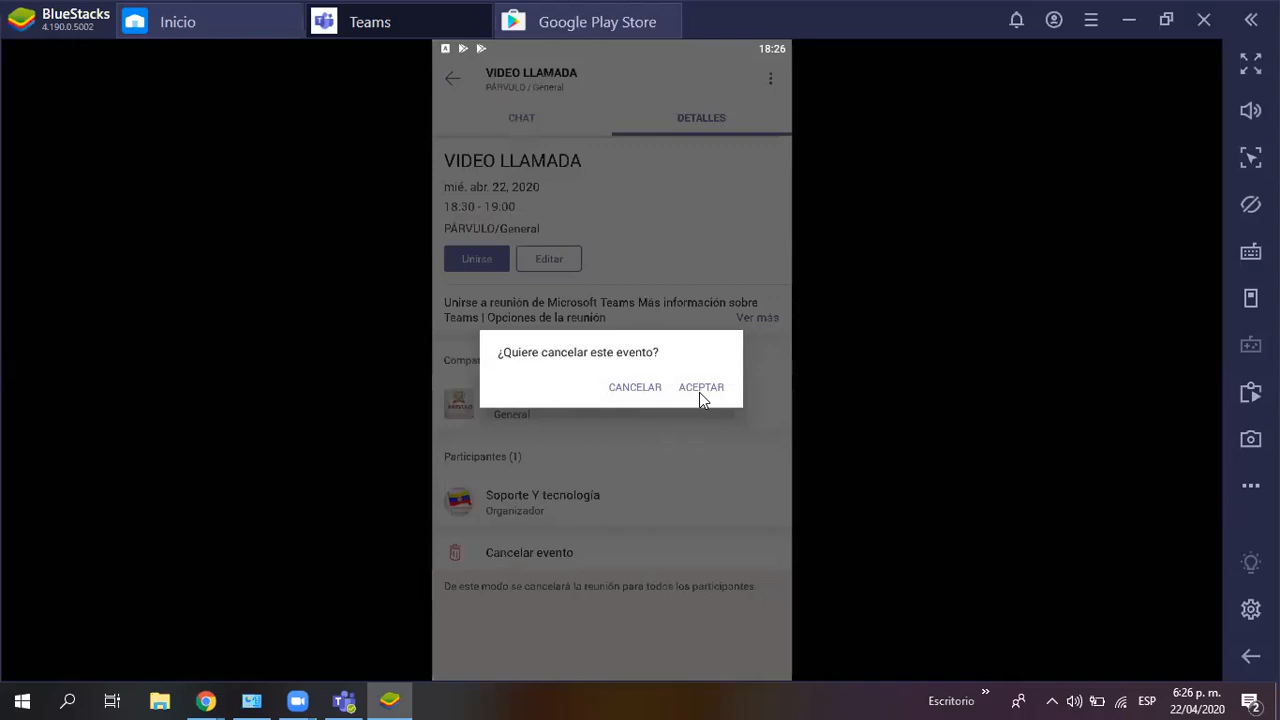 BlueStacks
4.190.0.5002
Inicio
Teams
Google Play Store
18:26
VIDEO LLAMADA
PÁRVULO / General
CHAT
DETALLES
VIDEO LLAMADA
mié. abr. 22, 2020
18:30 - 19:00
PÁRVULO/General
Unirse
Editar
Unirse a reunión de Microsoft Teams Más información sobre
Teams | Opciones de la reunión
Ver más
Compar
¿Quiere cancelar este evento?
CANCELAR
ACEPTAR
General
Participantes (1)
Soporte Y tecnología
Organizador
Cancelar evento
De este modo se cancelará la reunión para todos los participantes.
Escritorio
ESP
6:26 p. m.
22/04/2020
2